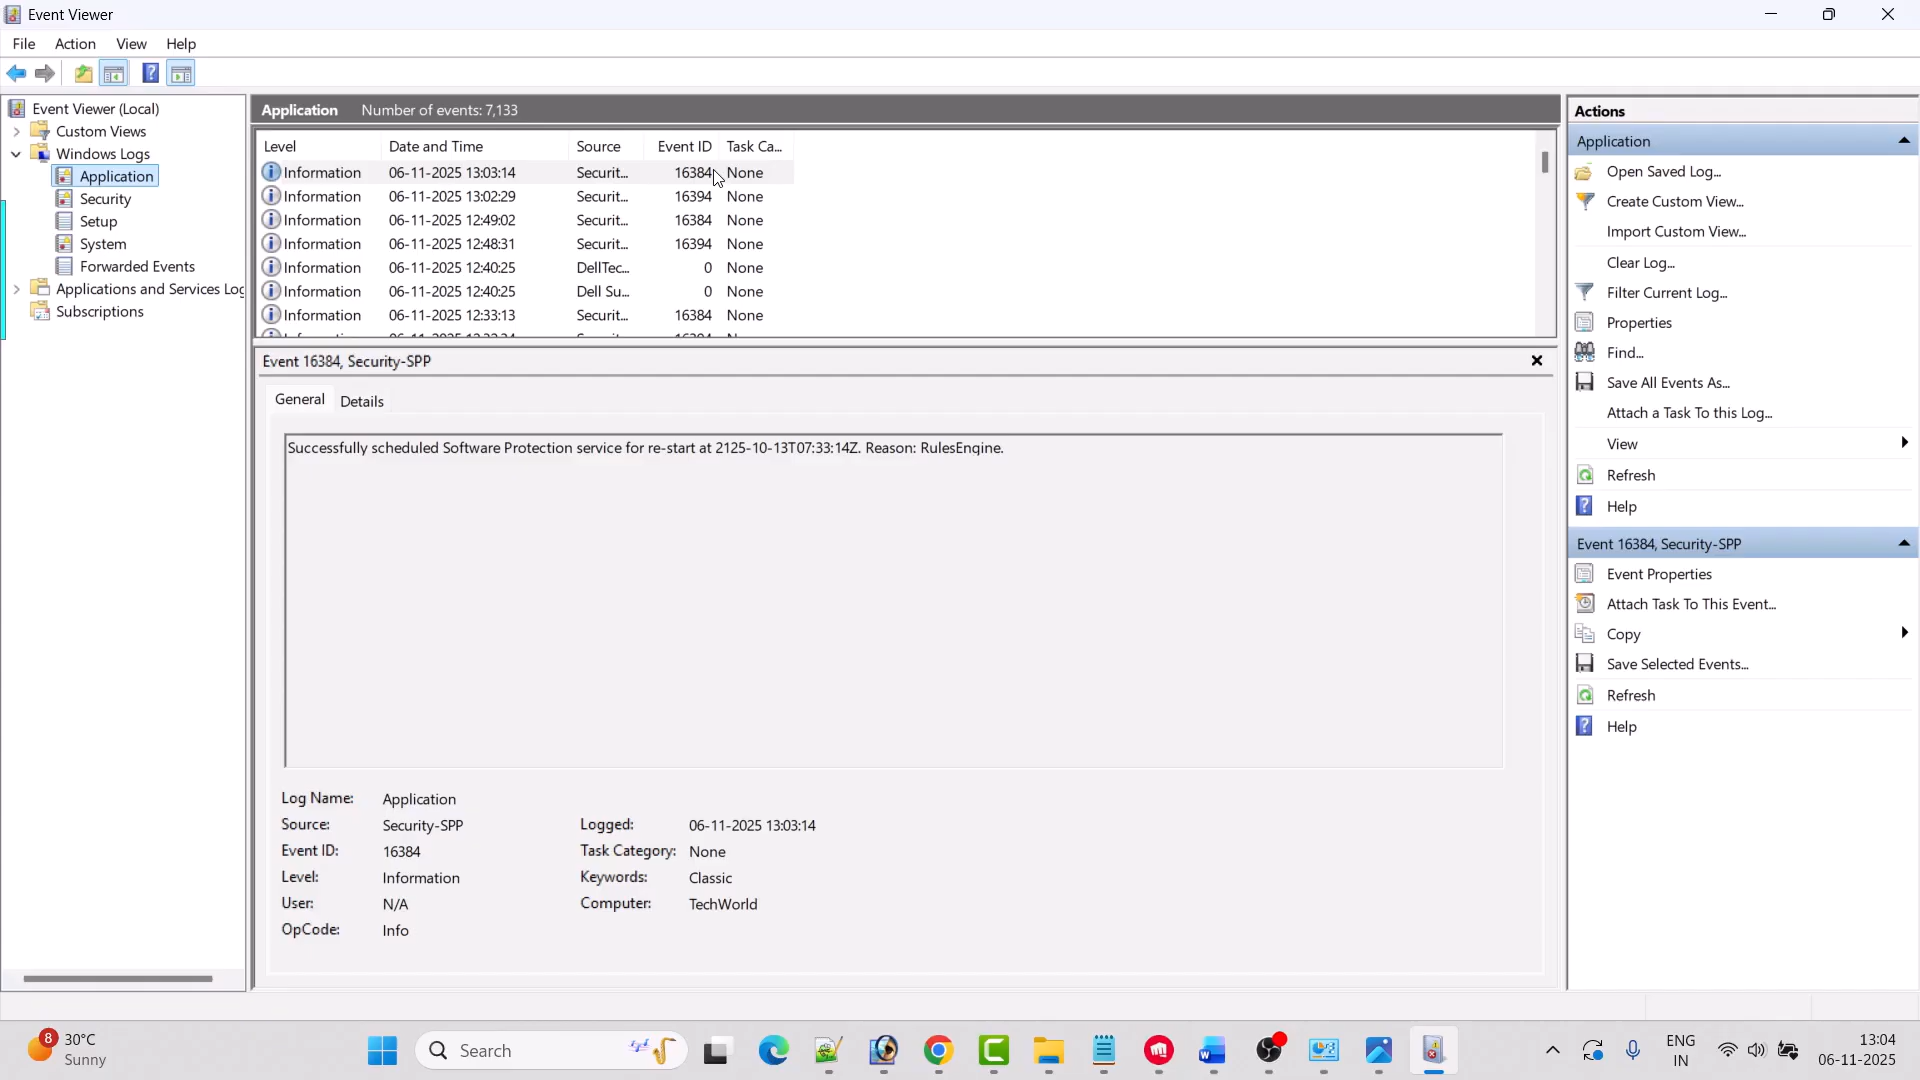 Event Viewer
File Action View Help
Event Viewer (Local)
Custom Views
Windows Logs
Application
Security
Setup
System
Forwarded Events
Applications and Services Log
Subscriptions
Application Number of events: 7,133
Level Date and Time Source Event ID Task Ca...
Information 06-11-2025 13:03:14 Securit... 16384 None
Information 06-11-2025 13:02:29 Securit... 16394 None
Information 06-11-2025 12:49:02 Securit... 16384 None
Information 06-11-2025 12:48:31 Securit... 16394 None
Information 06-11-2025 12:40:25 DellTec... 0 None
Information 06-11-2025 12:40:25 Dell Su... 0 None
Information 06-11-2025 12:33:13 Securit... 16384 None
Event 16384, Security-SPP
General Details
Successfully scheduled Software Protection service for re-start at 2125-10-13T07:33:14Z. Reason: RulesEngine.
Log Name: Application
Source: Security-SPP Logged: 06-11-2025 13:03:14
Event ID: 16384 Task Category: None
Level: Information Keywords: Classic
User: N/A Computer: TechWorld
OpCode: Info
Actions
Application
Open Saved Log...
Create Custom View...
Import Custom View...
Clear Log...
Filter Current Log...
Properties
Find...
Save All Events As...
Attach a Task To this Log...
View
Refresh
Help
Event 16384, Security-SPP
Event Properties
Attach Task To This Event...
Copy
Save Selected Events...
Refresh
Help
8 30°C
Sunny
Search
ENG
IN
13:04
06-11-2025